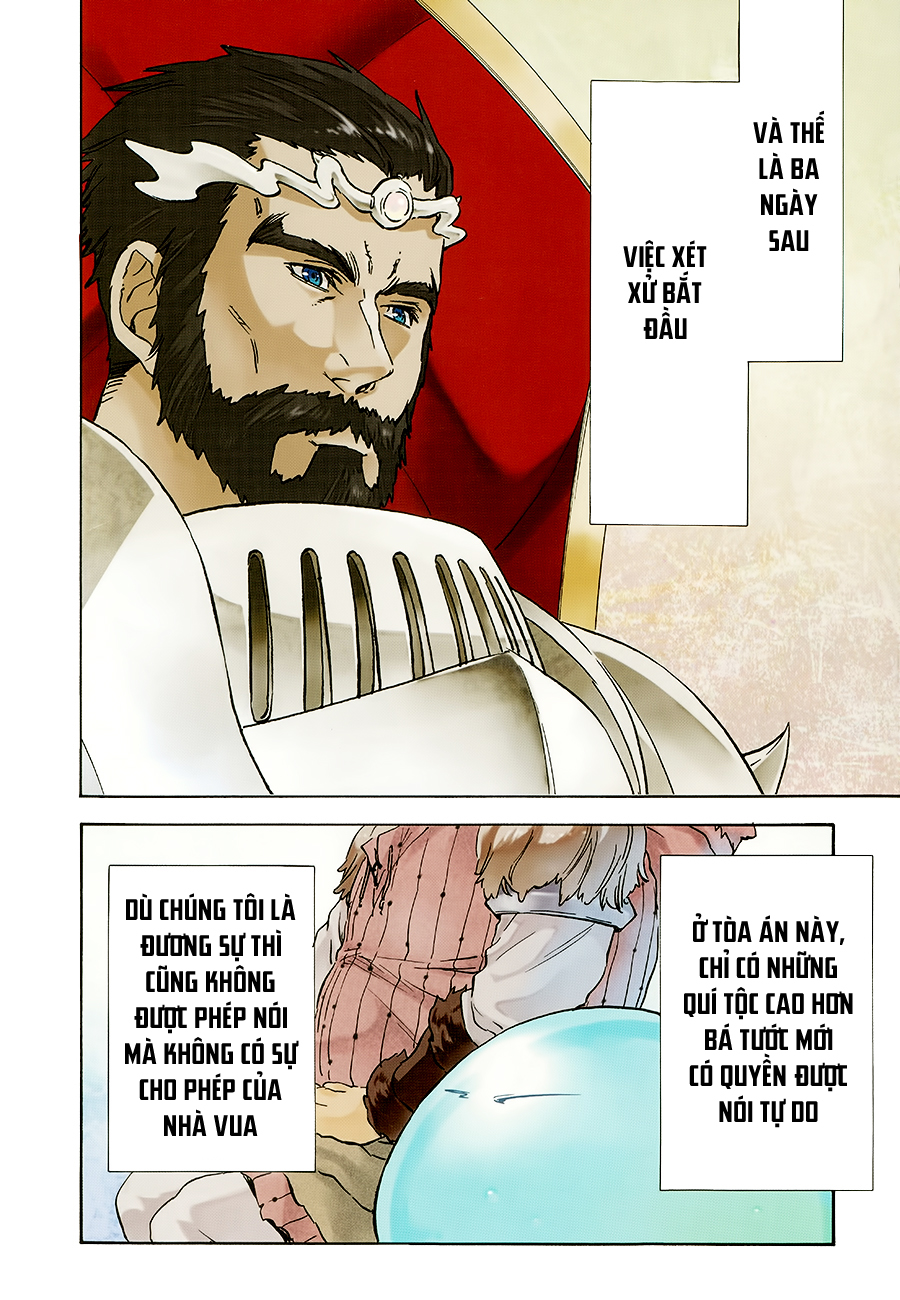 VÀ THẾ
LÀ BA
NGÀY
SAU
VIỆC XÉT
XỬ BẮT
ĐẦU
Ở TÒA ÁN NÀY,
CHỈ CÓ NHỮNG
QUÍ TỘC CAO HƠN
BÁ TƯỚC MỚI
CÓ QUYỀN ĐƯỢC
NÓI TỰ DO
DÙ CHÚNG TÔI LÀ
ĐƯƠNG SỰ THÌ
CŨNG KHÔNG
ĐƯỢC PHÉP NÓI
MÀ KHÔNG CÓ SỰ
CHO PHÉP CỦA
NHÀ VUA